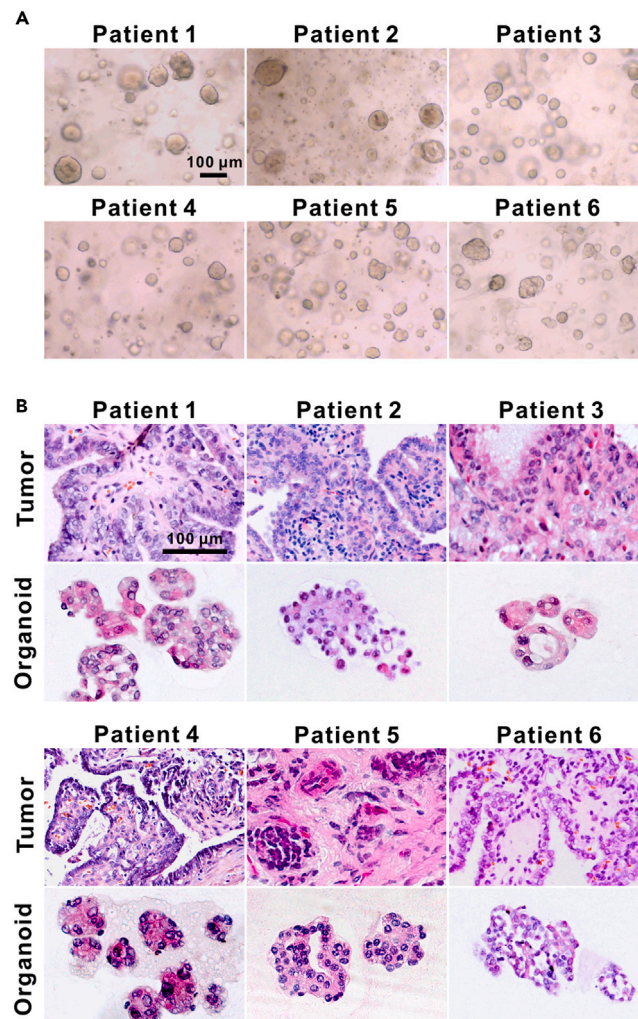 A
Patient 1 Patient 2 Patient 3
100 µm
Patient 4 Patient 5 Patient 6
B
Patient 1 Patient 2 Patient 3
Tumor
100 µm
Organoid
Patient 4 Patient 5 Patient 6
Tumor
Organoid